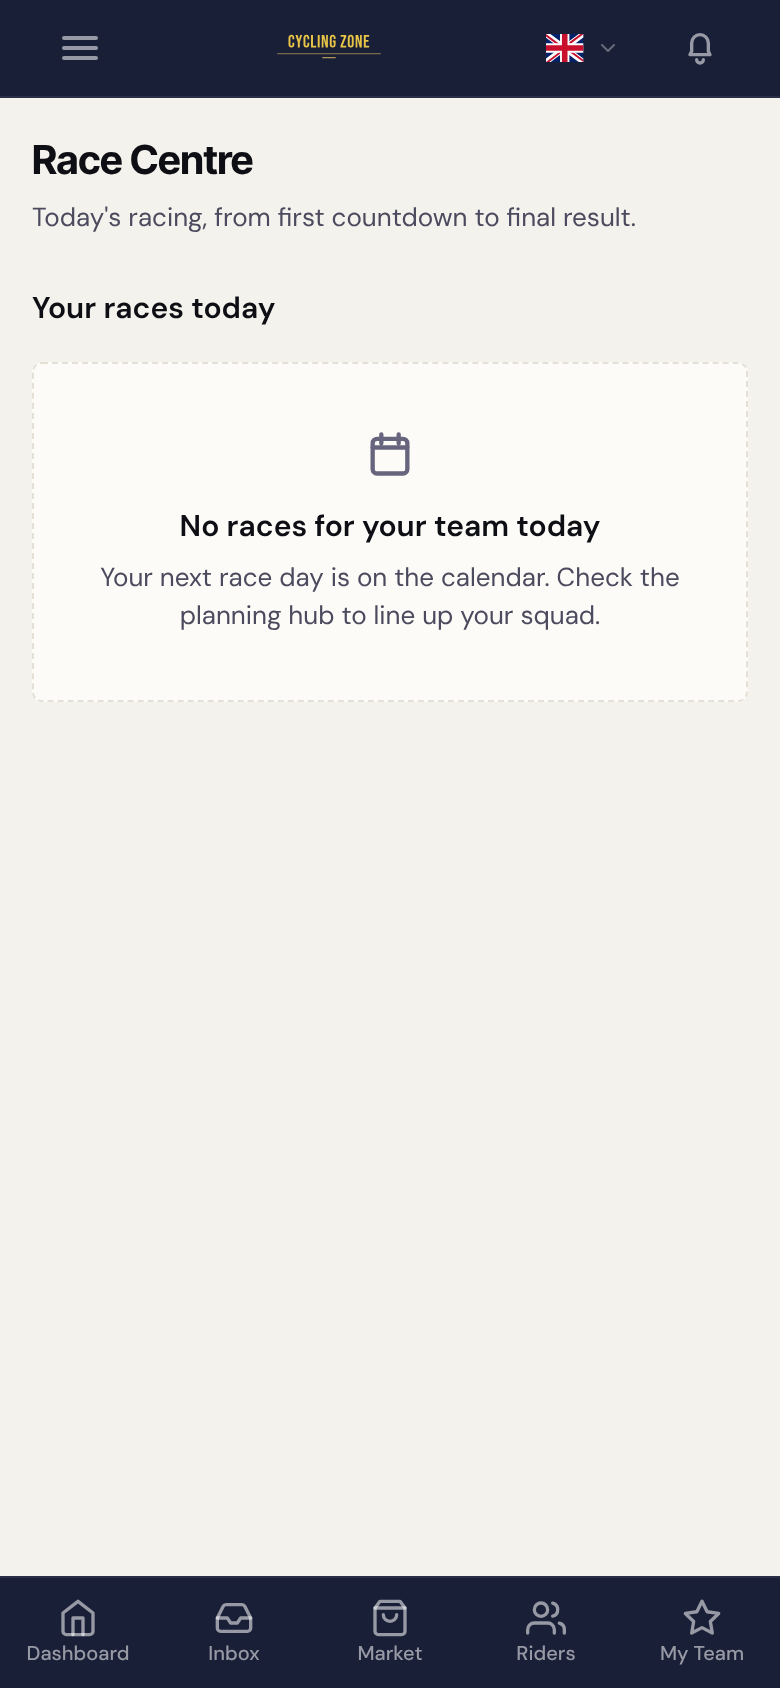 CYCLING ZONE
Race Centre
Today's racing, from first countdown to final result.
Your races today
No races for your team today
Your next race day is on the calendar. Check the
planning hub to line up your squad.
Dashboard
Inbox
Market
Riders
My Team